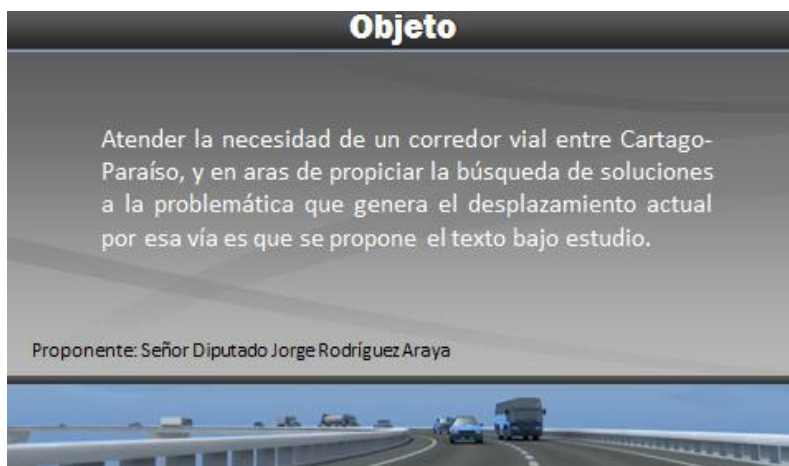 Objeto
Atender la necesidad de un corredor vial entre Cartago-
Paraíso, y en aras de propiciar la búsqueda de soluciones
a la problemática que genera el desplazamiento actual
por esa vía es que se propone el texto bajo estudio.
Proponente: Señor Diputado Jorge Rodríguez Araya